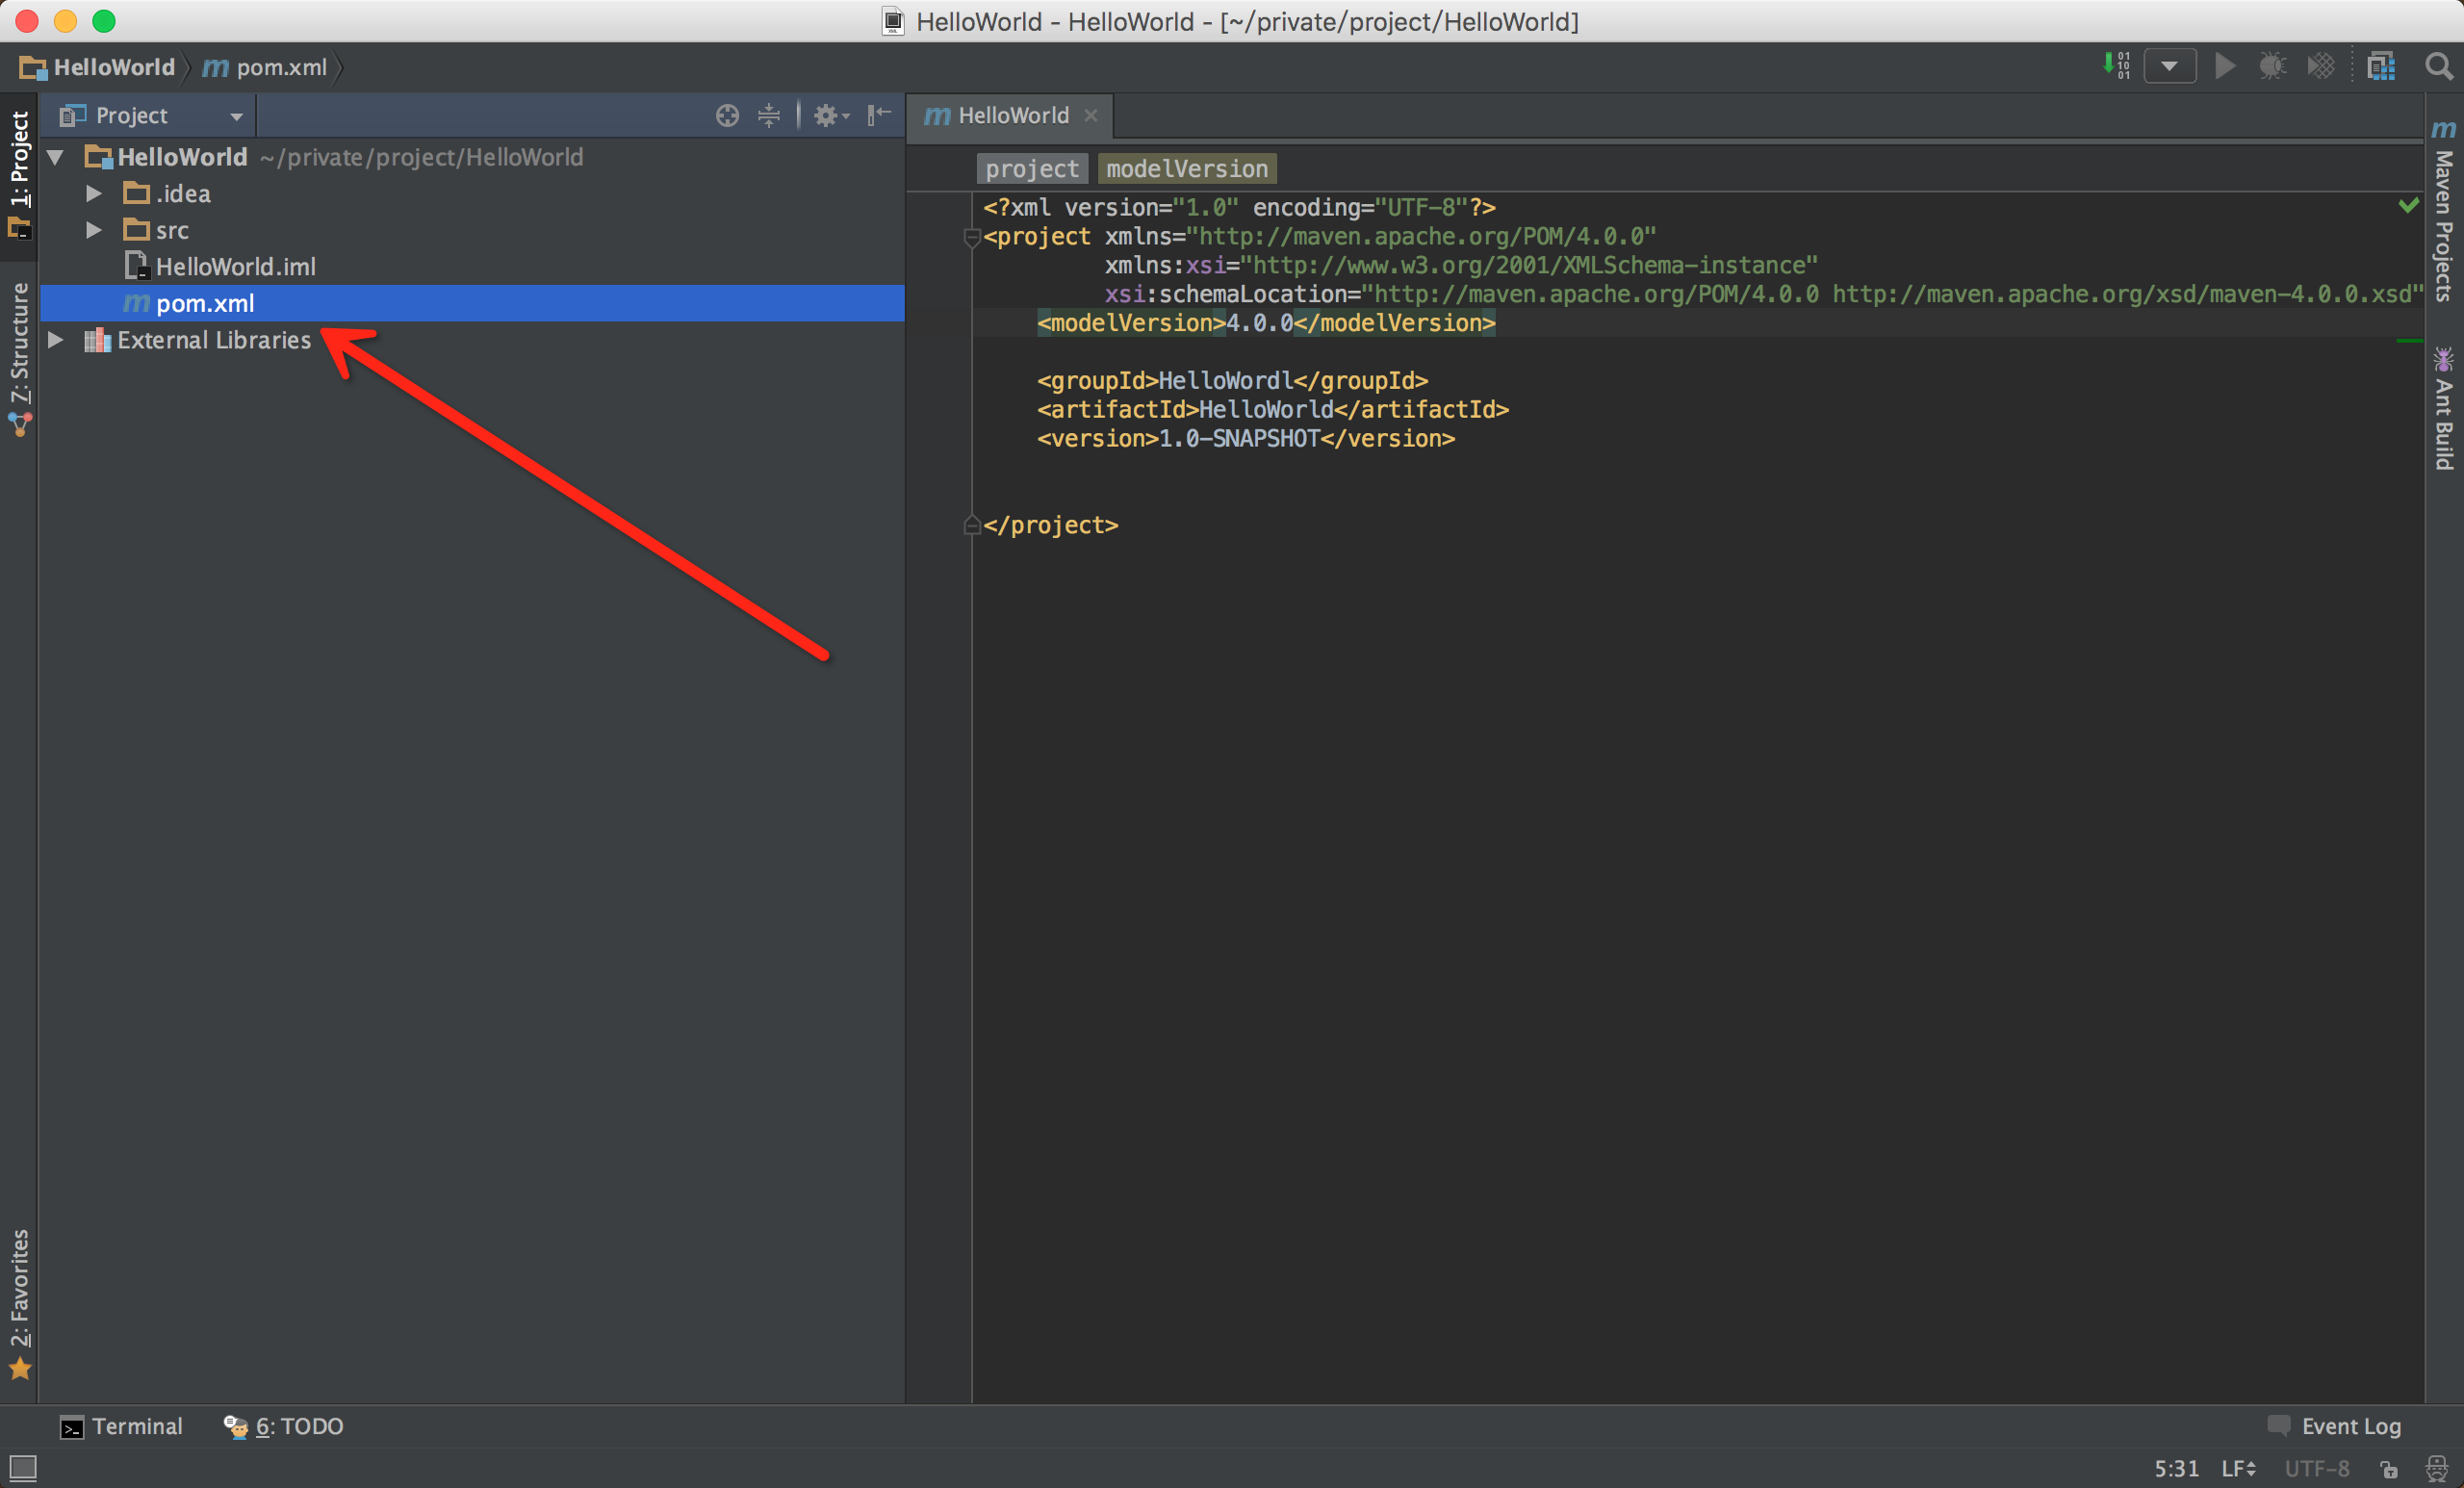 HelloWorld - HelloWorld - [~/private/project/HelloWorld]
HelloWorld m pom.xml
1: Project
7: Structure
2: Favorites
Project
HelloWorld ~/private/project/HelloWorld
.idea
src
HelloWorld.iml
m pom.xml
External Libraries
m HelloWorld
project modelVersion
<?xml version="1.0" encoding="UTF-8"?>
<project xmlns="http://maven.apache.org/POM/4.0.0"
xmlns:xsi="http://www.w3.org/2001/XMLSchema-instance"
xsi:schemaLocation="http://maven.apache.org/POM/4.0.0 http://maven.apache.org/xsd/maven-4.0.0.xsd"
<modelVersion>4.0.0</modelVersion>
<groupId>HelloWordl</groupId>
<artifactId>HelloWorld</artifactId>
<version>1.0-SNAPSHOT</version>
</project>
m Maven Projects
Ant Build
Terminal 6: TODO Event Log
5:31 LF UTF-8